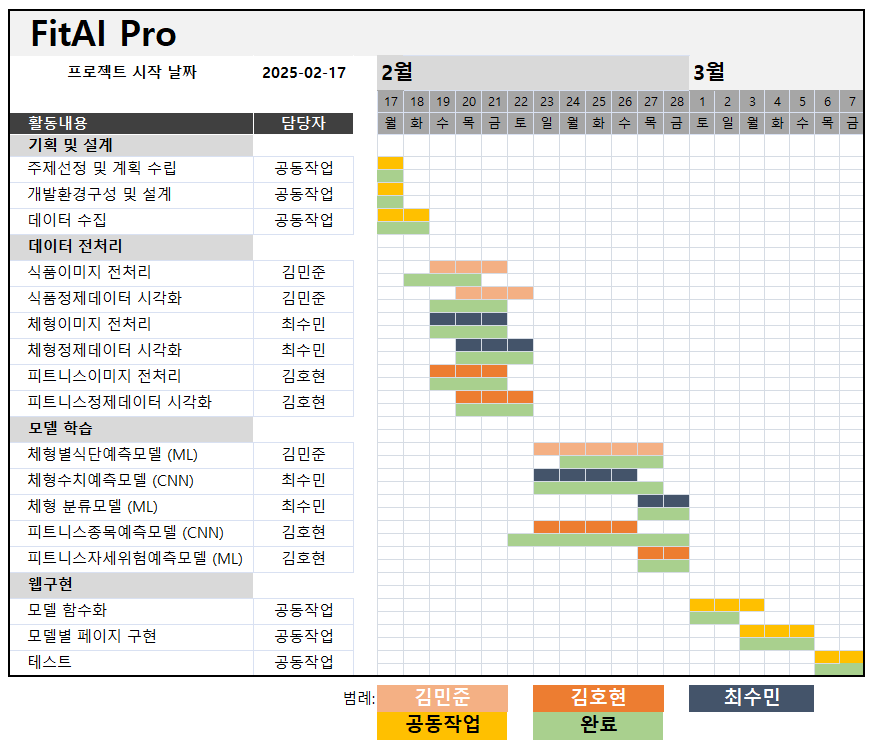 FitAI Pro
프로젝트 시작 날짜 2025-02-17 2월 3월
17 18 19 20 21 22 23 24 25 26 27 28 1 2 3 4 5 6 7
활동내용 담당자 월 화 수 목 금 토 일 월 화 수 목 금 토 일 월 화 수 목 금
기획 및 설계
주제선정 및 계획 수립 공동작업
개발환경구성 및 설계 공동작업
데이터 수집 공동작업
데이터 전처리
식품이미지 전처리 김민준
식품정제데이터 시각화 김민준
체형이미지 전처리 최수민
체형정제데이터 시각화 최수민
피트니스이미지 전처리 김호현
피트니스정제데이터 시각화 김호현
모델 학습
체형별식단예측모델 (ML) 김민준
체형수치예측모델 (CNN) 최수민
체형 분류모델 (ML) 최수민
피트니스종목예측모델 (CNN) 김호현
피트니스자세위험예측모델 (ML) 김호현
웹구현
모델 함수화 공동작업
모델별 페이지 구현 공동작업
테스트 공동작업
범례: 김민준 김호현 최수민
공동작업 완료